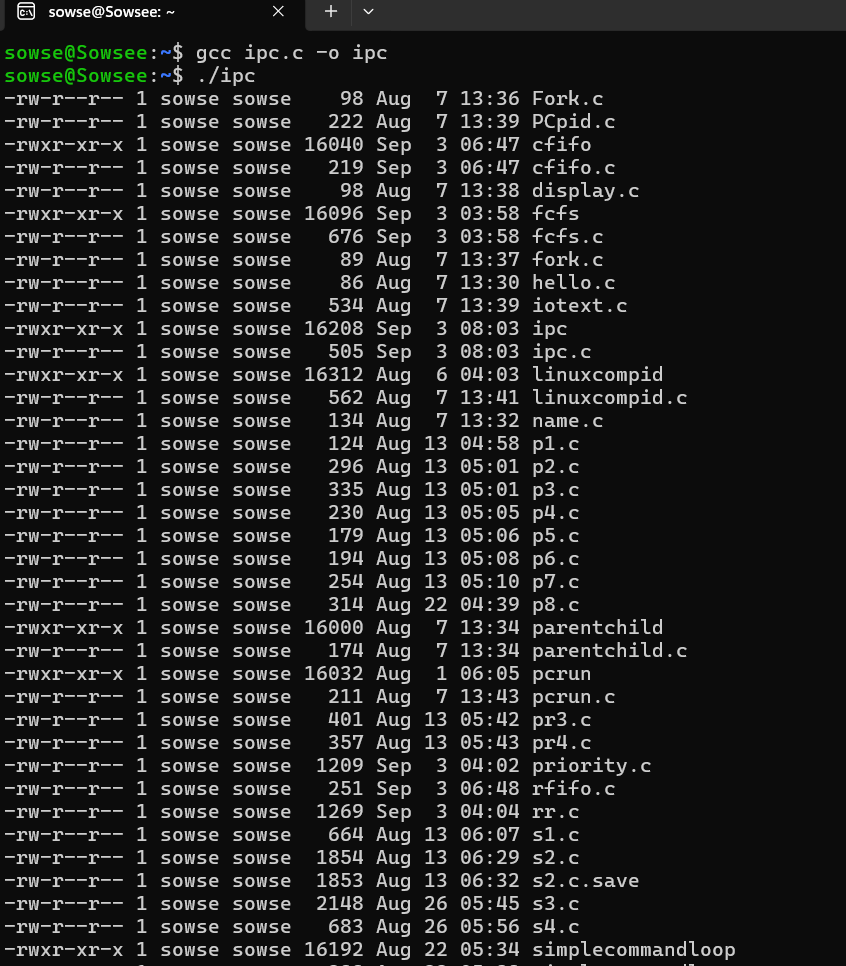 sowse@Sowsee: ~
sowse@Sowsee:~$ gcc ipc.c -o ipc
sowse@Sowsee:~$ ./ipc
-rw-r--r-- 1 sowse sowse    98 Aug  7 13:36 Fork.c
-rw-r--r-- 1 sowse sowse   222 Aug  7 13:39 PCpid.c
-rwxr-xr-x 1 sowse sowse 16040 Sep  3 06:47 cfifo
-rw-r--r-- 1 sowse sowse   219 Sep  3 06:47 cfifo.c
-rw-r--r-- 1 sowse sowse    98 Aug  7 13:38 display.c
-rwxr-xr-x 1 sowse sowse 16096 Sep  3 03:58 fcfs
-rw-r--r-- 1 sowse sowse   676 Sep  3 03:58 fcfs.c
-rw-r--r-- 1 sowse sowse    89 Aug  7 13:37 fork.c
-rw-r--r-- 1 sowse sowse    86 Aug  7 13:30 hello.c
-rw-r--r-- 1 sowse sowse   534 Aug  7 13:39 iotext.c
-rwxr-xr-x 1 sowse sowse 16208 Sep  3 08:03 ipc
-rw-r--r-- 1 sowse sowse   505 Sep  3 08:03 ipc.c
-rwxr-xr-x 1 sowse sowse 16312 Aug  6 04:03 linuxcompid
-rw-r--r-- 1 sowse sowse   562 Aug  7 13:41 linuxcompid.c
-rw-r--r-- 1 sowse sowse   134 Aug  7 13:32 name.c
-rw-r--r-- 1 sowse sowse   124 Aug 13 04:58 p1.c
-rw-r--r-- 1 sowse sowse   296 Aug 13 05:01 p2.c
-rw-r--r-- 1 sowse sowse   335 Aug 13 05:01 p3.c
-rw-r--r-- 1 sowse sowse   230 Aug 13 05:05 p4.c
-rw-r--r-- 1 sowse sowse   179 Aug 13 05:06 p5.c
-rw-r--r-- 1 sowse sowse   194 Aug 13 05:08 p6.c
-rw-r--r-- 1 sowse sowse   254 Aug 13 05:10 p7.c
-rw-r--r-- 1 sowse sowse   314 Aug 22 04:39 p8.c
-rwxr-xr-x 1 sowse sowse 16000 Aug  7 13:34 parentchild
-rw-r--r-- 1 sowse sowse   174 Aug  7 13:34 parentchild.c
-rwxr-xr-x 1 sowse sowse 16032 Aug  1 06:05 pcrun
-rw-r--r-- 1 sowse sowse   211 Aug  7 13:43 pcrun.c
-rw-r--r-- 1 sowse sowse   401 Aug 13 05:42 pr3.c
-rw-r--r-- 1 sowse sowse   357 Aug 13 05:43 pr4.c
-rw-r--r-- 1 sowse sowse  1209 Sep  3 04:02 priority.c
-rw-r--r-- 1 sowse sowse   251 Sep  3 06:48 rfifo.c
-rw-r--r-- 1 sowse sowse  1269 Sep  3 04:04 rr.c
-rw-r--r-- 1 sowse sowse   664 Aug 13 06:07 s1.c
-rw-r--r-- 1 sowse sowse  1854 Aug 13 06:29 s2.c
-rw-r--r-- 1 sowse sowse  1853 Aug 13 06:32 s2.c.save
-rw-r--r-- 1 sowse sowse  2148 Aug 26 05:45 s3.c
-rw-r--r-- 1 sowse sowse   683 Aug 26 05:56 s4.c
-rwxr-xr-x 1 sowse sowse 16192 Aug 22 05:34 simplecommandloop